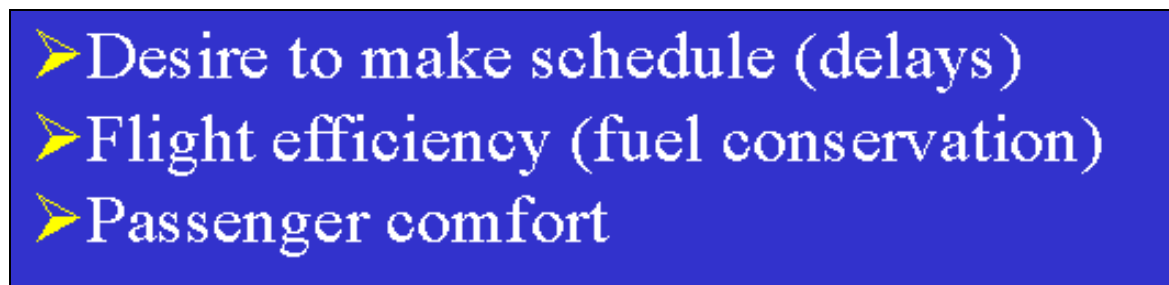 ➢Desire to make schedule (delays)
➢Flight efficiency (fuel conservation)
➢Passenger comfort